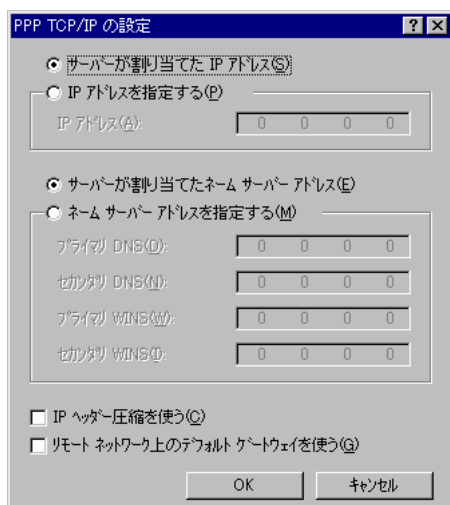 PPP TCP/IP の設定
サーバーが割り当てた IP アドレス(S)
IP アドレスを指定する(P)
IP アドレス(A): 0 0 0 0
サーバーが割り当てたネーム サーバー アドレス(E)
ネーム サーバー アドレスを指定する(M)
プライマリ DNS(D): 0 0 0 0
セカンダリ DNS(N): 0 0 0 0
プライマリ WINS(W): 0 0 0 0
セカンダリ WINS(I): 0 0 0 0
IP ヘッダー圧縮を使う(C)
リモート ネットワーク上のデフォルト ゲートウェイを使う(G)
OK キャンセル